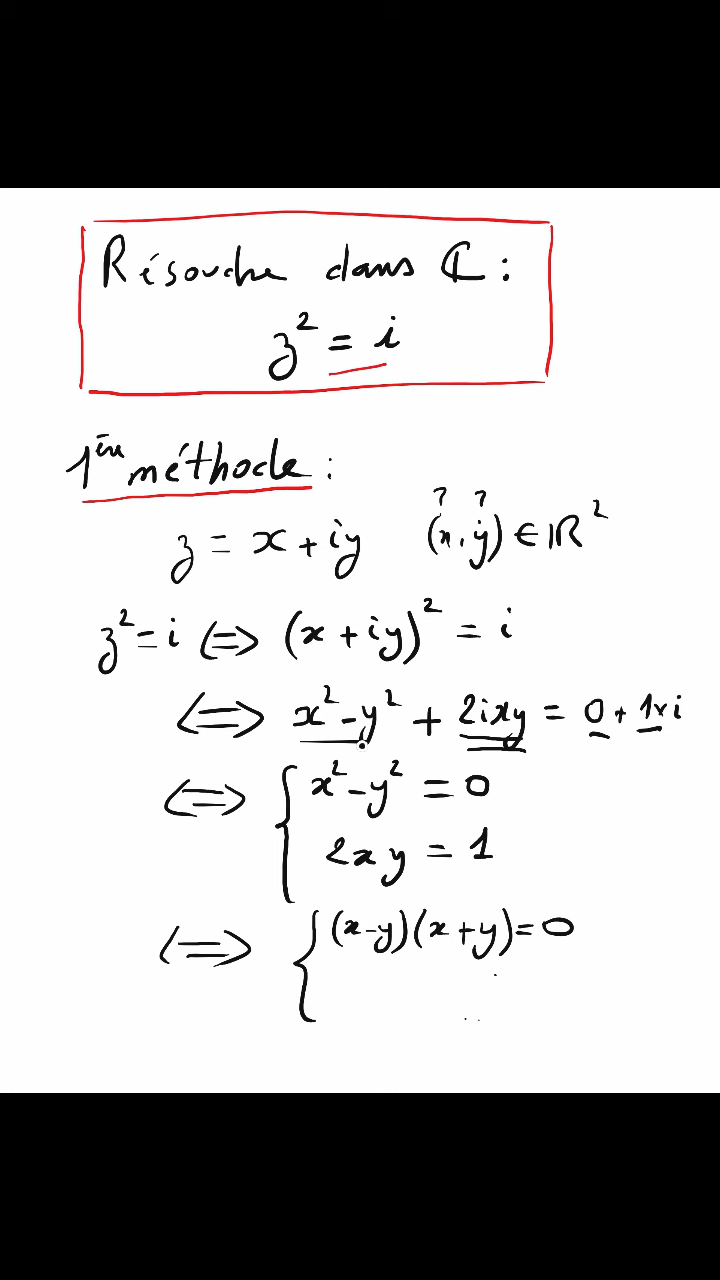 Résoudre dans ℂ :
z² = i
1ère méthode :
z = x + iy (x, y) ∈ ℝ²
? ?
z² = i ⟺ (x + iy)² = i
⟺ x² - y² + 2ixy = 0 + 1×i
⟺ { x² - y² = 0
2xy = 1
⟺ { (x-y)(x+y) = 0